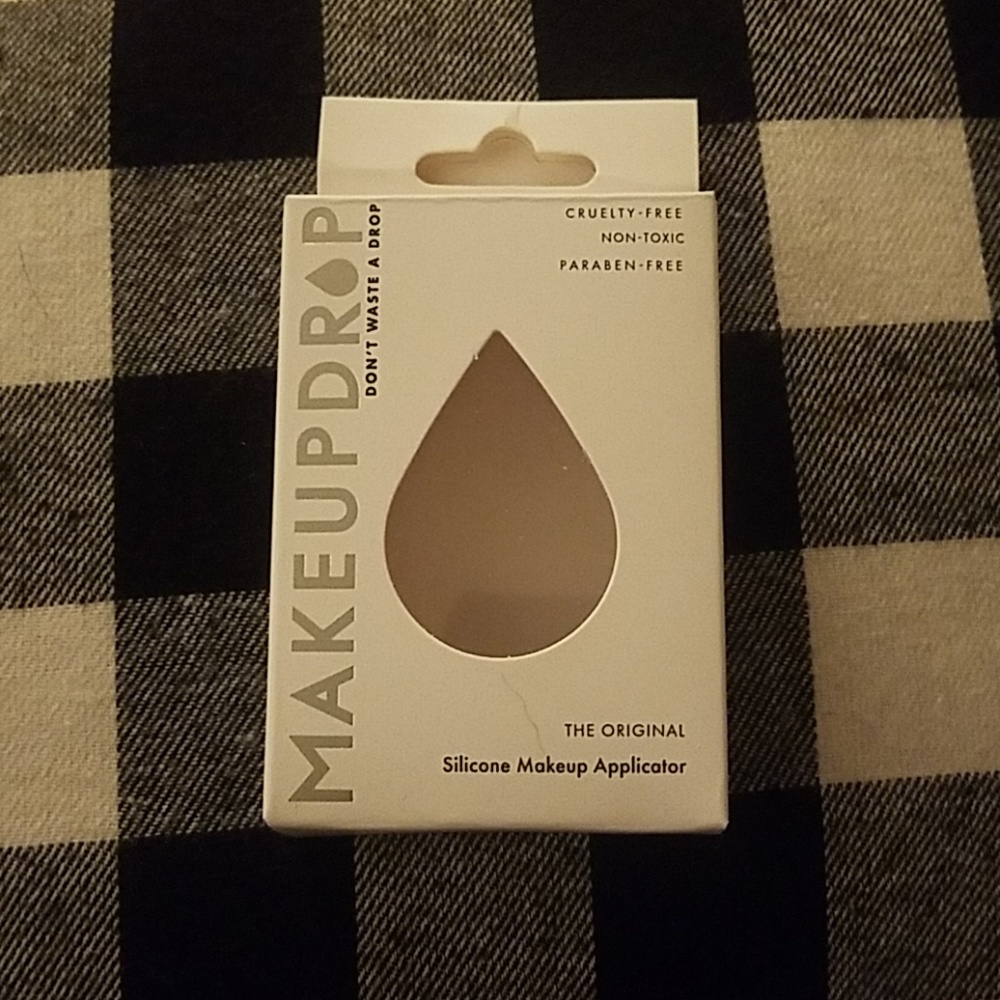 MAKEUPDROP
DON'T WASTE A DROP
CRUELTY-FREE
NON-TOXIC
PARABEN-FREE
THE ORIGINAL
Silicone Makeup Applicator